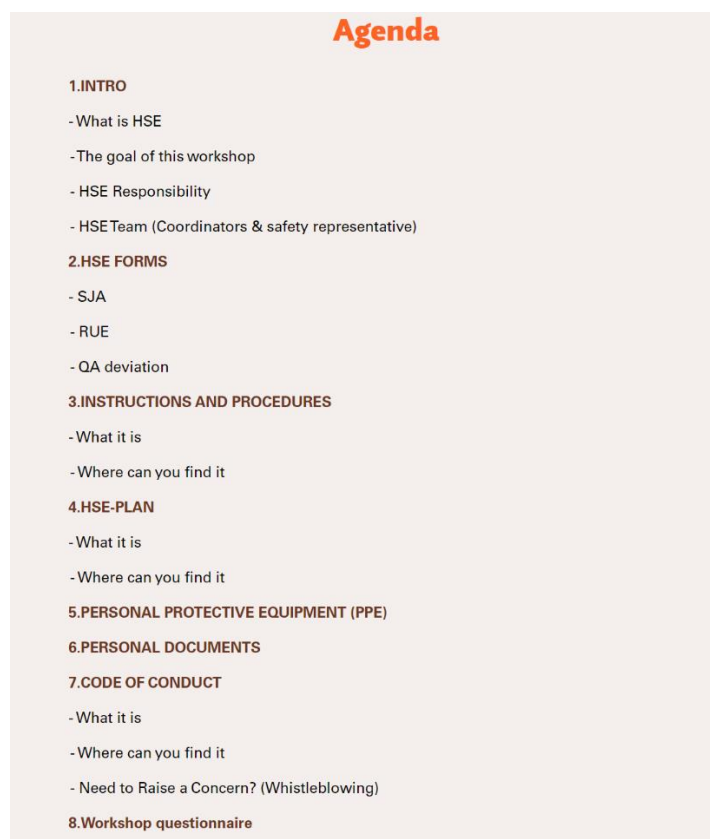 Agenda
1.INTRO
- What is HSE
- The goal of this workshop
- HSE Responsibility
- HSE Team (Coordinators & safety representative)
2.HSE FORMS
- SJA
- RUE
- QA deviation
3.INSTRUCTIONS AND PROCEDURES
- What it is
- Where can you find it
4.HSE-PLAN
- What it is
- Where can you find it
5.PERSONAL PROTECTIVE EQUIPMENT (PPE)
6.PERSONAL DOCUMENTS
7.CODE OF CONDUCT
- What it is
- Where can you find it
- Need to Raise a Concern? (Whistleblowing)
8.Workshop questionnaire